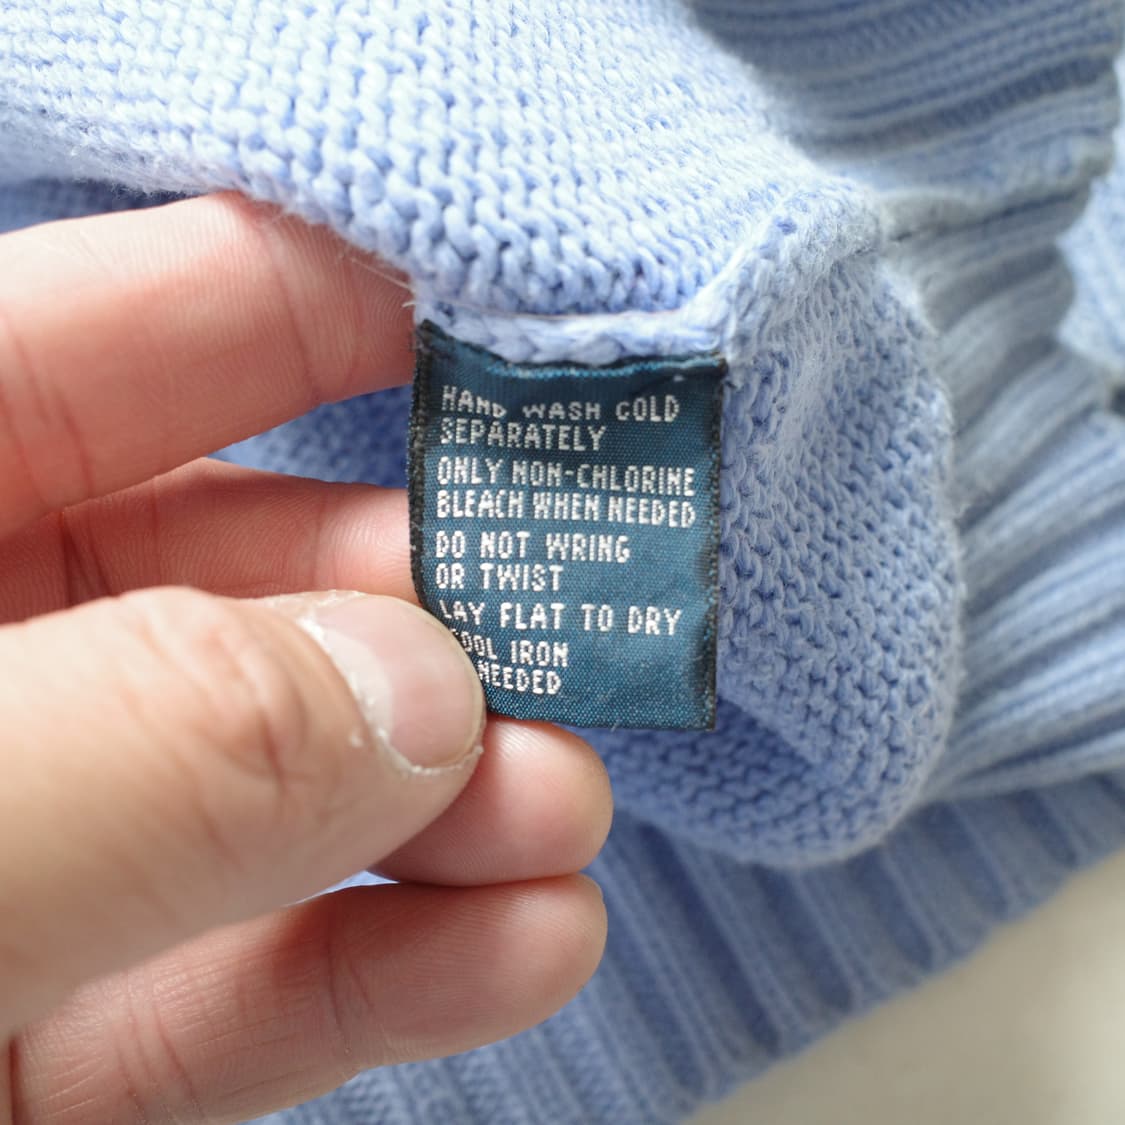 HAND WASH COLD
SEPARATELY
ONLY NON-CHLORINE
BLEACH WHEN NEEDED
DO NOT WRING
OR TWIST
LAY FLAT TO DRY
COOL IRON
NEEDED